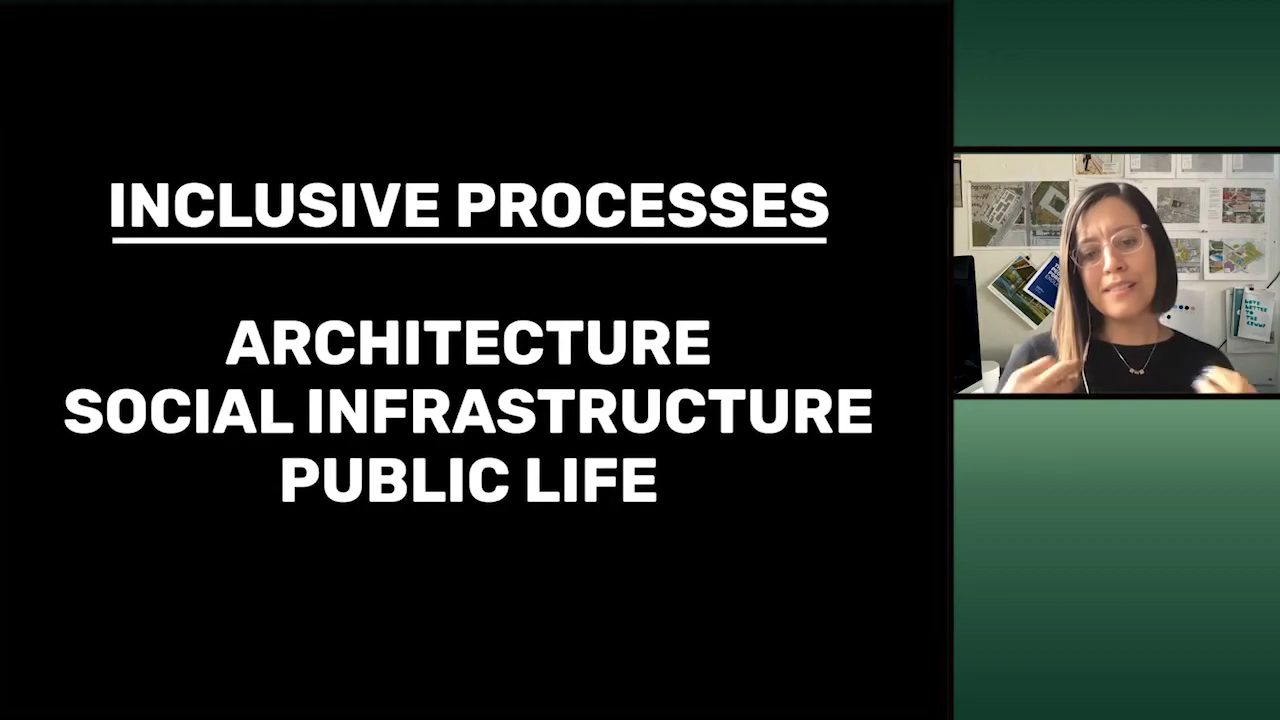 INCLUSIVE PROCESSES
ARCHITECTURE
SOCIAL INFRASTRUCTURE
PUBLIC LIFE